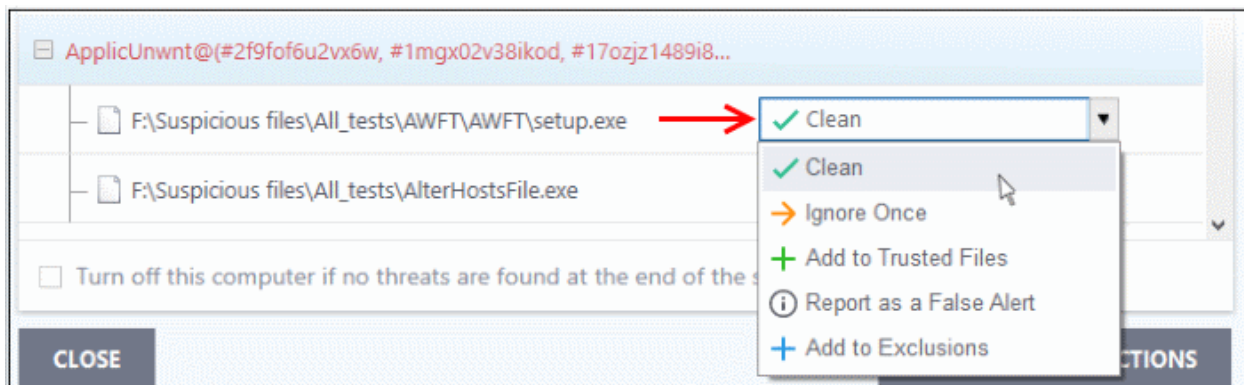 ApplicUnwnt@(#2f9fof6u2vx6w, #1mgx02v38ikod, #17ozjz1489i8...
F:\Suspicious files\All_tests\AWFT\AWFT\setup.exe
Clean
Clean
F:\Suspicious files\All_tests\AlterHostsFile.exe
Ignore Once
Add to Trusted Files
Turn off this computer if no threats are found at the end of the s
Report as a False Alert
Add to Exclusions
CLOSE
CTIONS